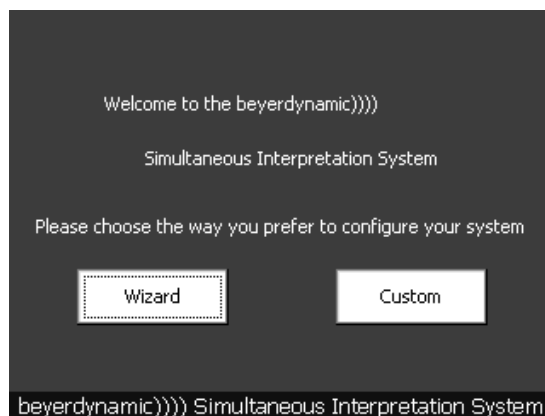 Welcome to the beyerdynamic))))
Simultaneous Interpretation System
Please choose the way you prefer to configure your system
Wizard Custom
beyerdynamic)))) Simultaneous Interpretation System